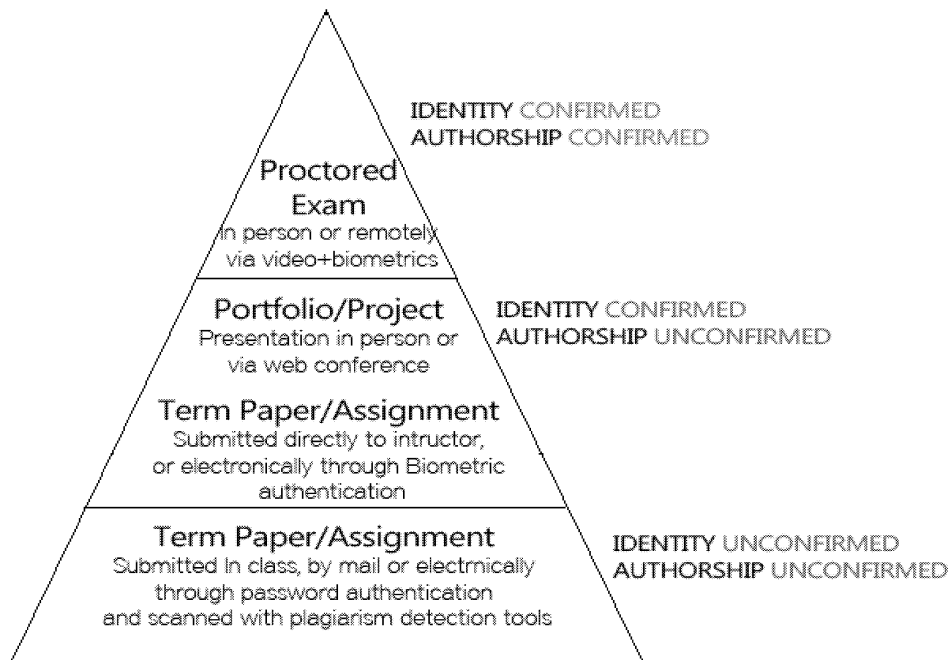 IDENTITY CONFIRMED
AUTHORSHIP CONFIRMED
Proctored
Exam
In person or remotely
via video+biometrics
Portfolio/Project
Presentation in person or
via web conference
IDENTITY CONFIRMED
AUTHORSHIP UNCONFIRMED
Term Paper/Assignment
Submitted directly to intructor,
or electronically through Biometric
authentication
Term Paper/Assignment
Submitted In class, by mail or electrnically
through password authentication
and scanned with plagiarism detection tools
IDENTITY UNCONFIRMED
AUTHORSHIP UNCONFIRMED